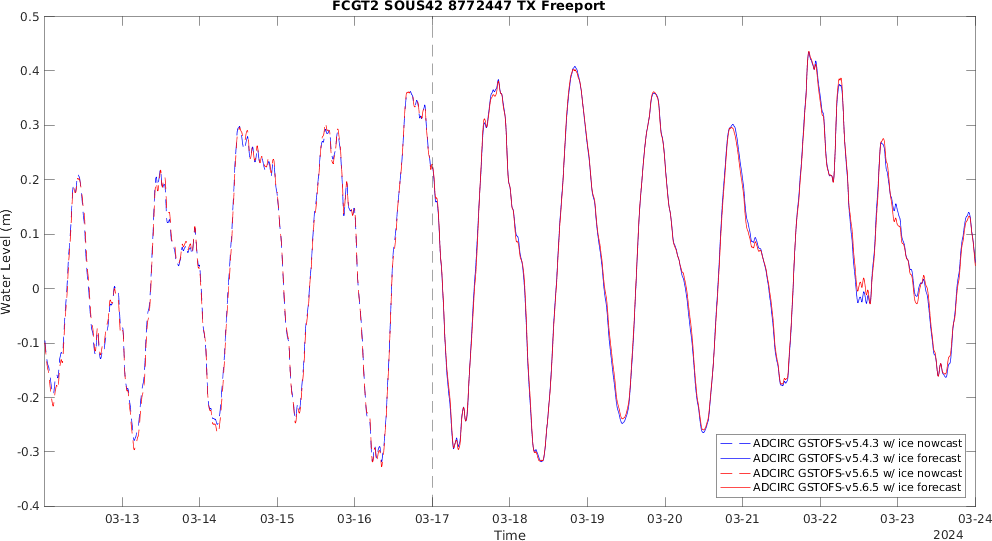 FCGT2 SOUS42 8772447 TX Freeport
Water Level (m)
0.5
0.4
0.3
0.2
0.1
0
-0.1
-0.2
-0.3
-0.4
ADCIRC GSTOFS-v5.4.3 w/ ice nowcast
ADCIRC GSTOFS-v5.4.3 w/ ice forecast
ADCIRC GSTOFS-v5.6.5 w/ ice nowcast
ADCIRC GSTOFS-v5.6.5 w/ ice forecast
03-13 03-14 03-15 03-16 03-17 03-18 03-19 03-20 03-21 03-22 03-23 03-24
Time
2024